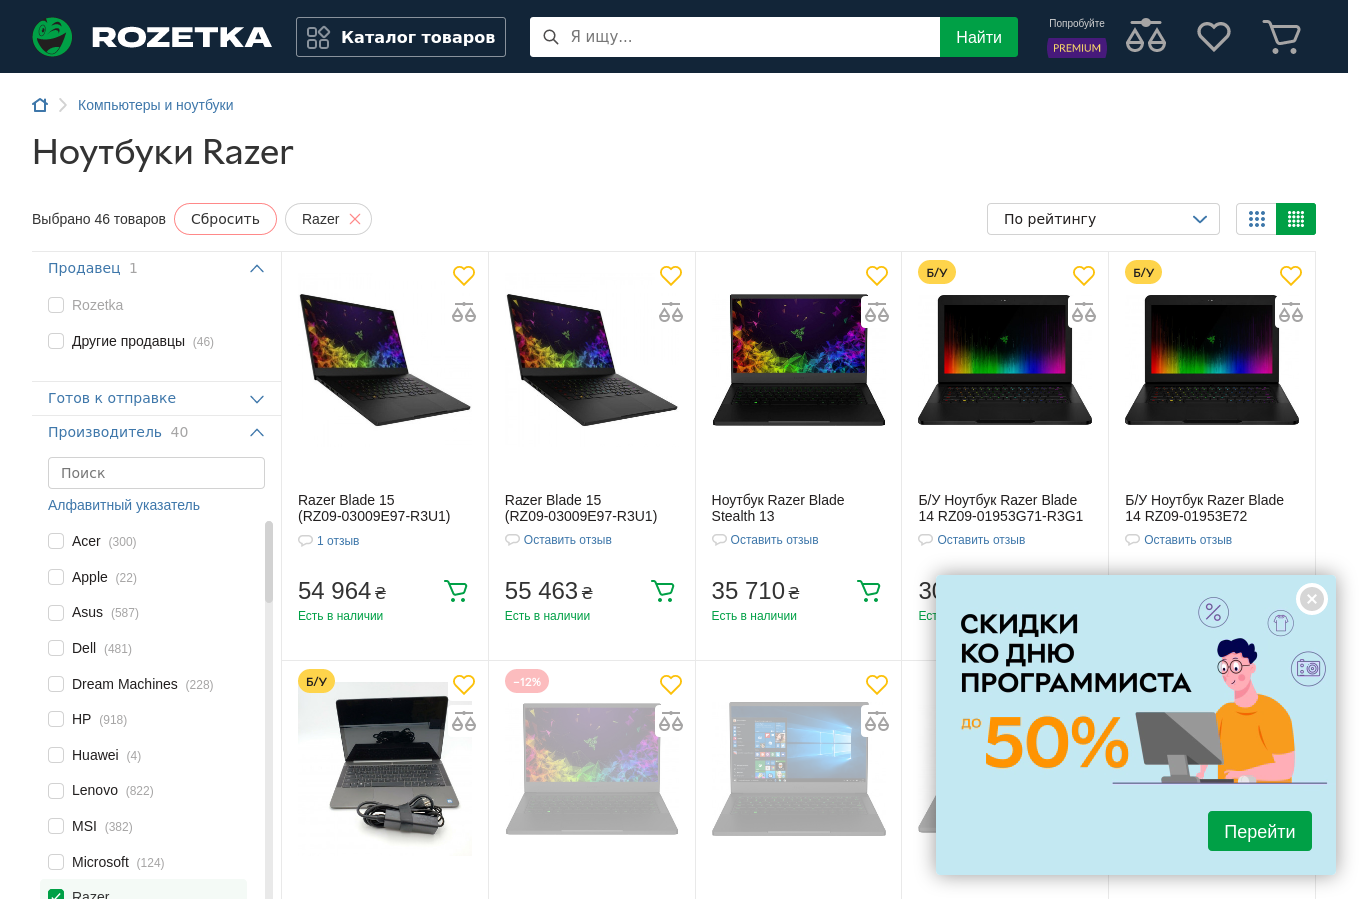 ROZETKA
Каталог товаров
Я ищу...
Найти
Попробуйте
PREMIUM
Компьютеры и ноутбуки
Ноутбуки Razer
Выбрано 46 товаров
Сбросить
Razer
По рейтингу
Продавец 1
Rozetka
Другие продавцы (46)
Готов к отправке
Производитель 40
Поиск
Алфавитный указатель
Acer (300)
Apple (22)
Asus (587)
Dell (481)
Dream Machines (228)
HP (918)
Huawei (4)
Lenovo (822)
MSI (382)
Microsoft (124)
Razer
Razer Blade 15
(RZ09-03009E97-R3U1)
1 отзыв
54 964 ₴
Есть в наличии
Razer Blade 15
(RZ09-03009E97-R3U1)
Оставить отзыв
55 463 ₴
Есть в наличии
Ноутбук Razer Blade
Stealth 13
Оставить отзыв
35 710 ₴
Есть в наличии
Б/У
Б/У Ноутбук Razer Blade
14 RZ09-01953G71-R3G1
Оставить отзыв
Б/У
Б/У Ноутбук Razer Blade
14 RZ09-01953E72
Оставить отзыв
Б/У
−12%
СКИДКИ
КО ДНЮ
ПРОГРАММИСТА
ДО
50%
Перейти